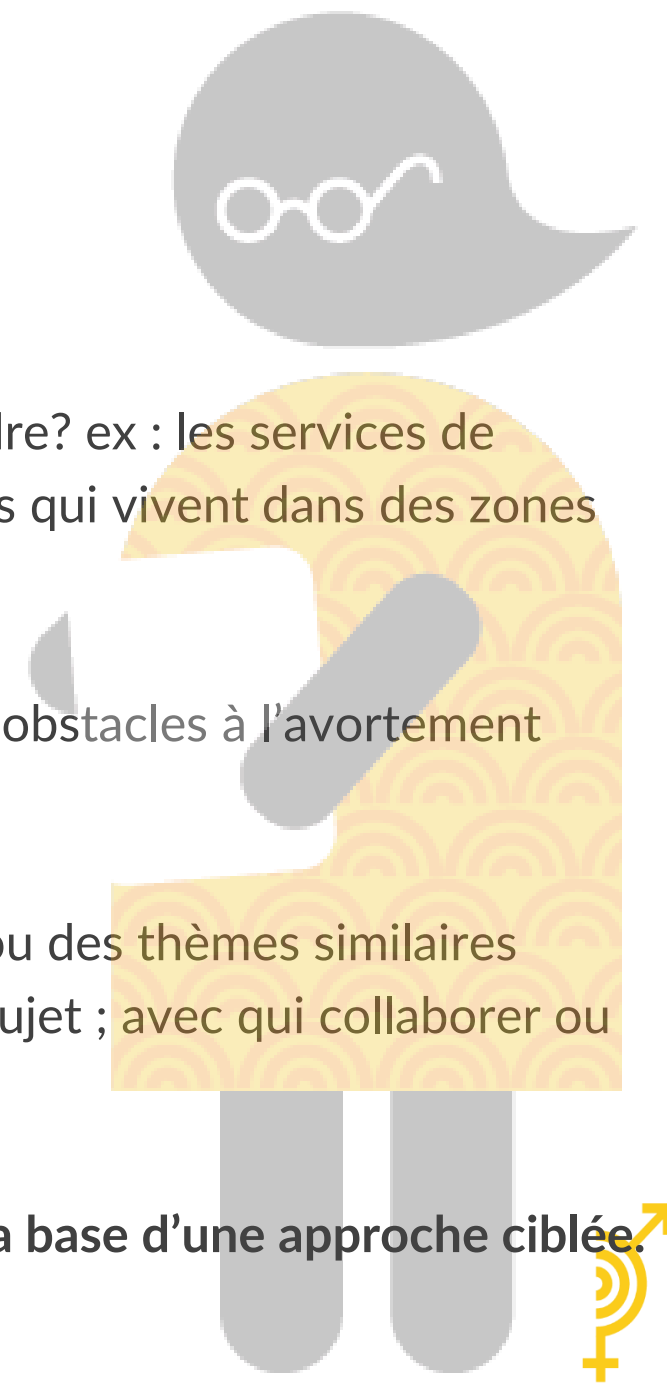 dre? ex : les services de
s qui vivent dans des zones
obstacles à l’avortement
ou des thèmes similaires
ujet ; avec qui collaborer ou
a base d’une approche ciblée.